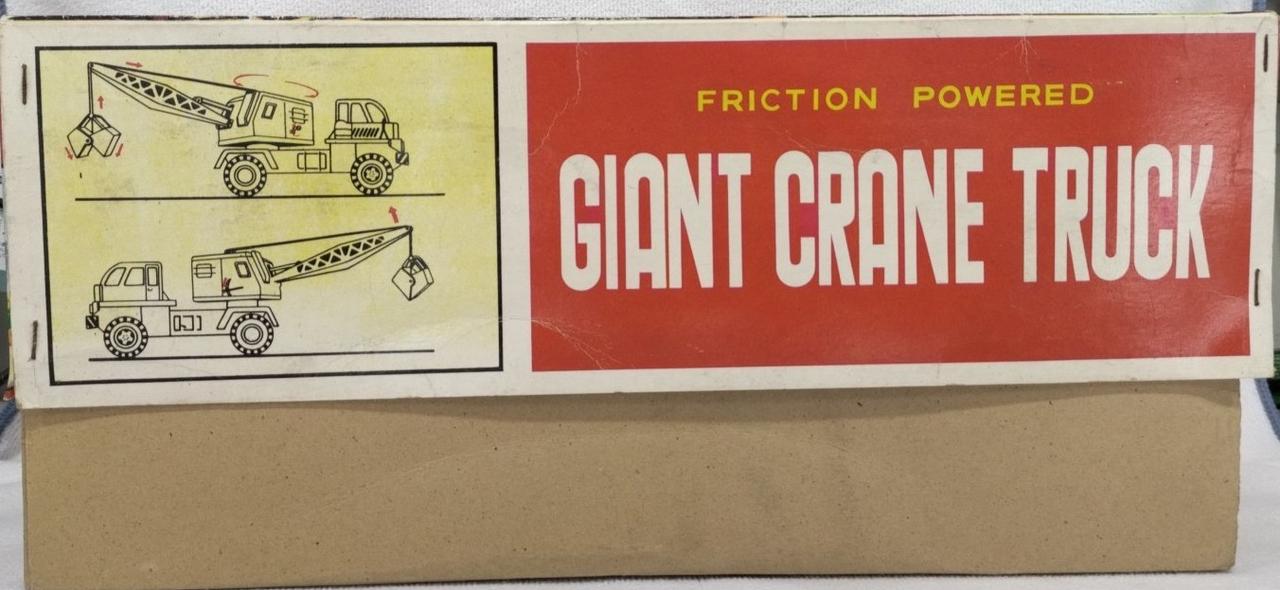 FRICTION POWERED
GIANT CRANE TRUCK